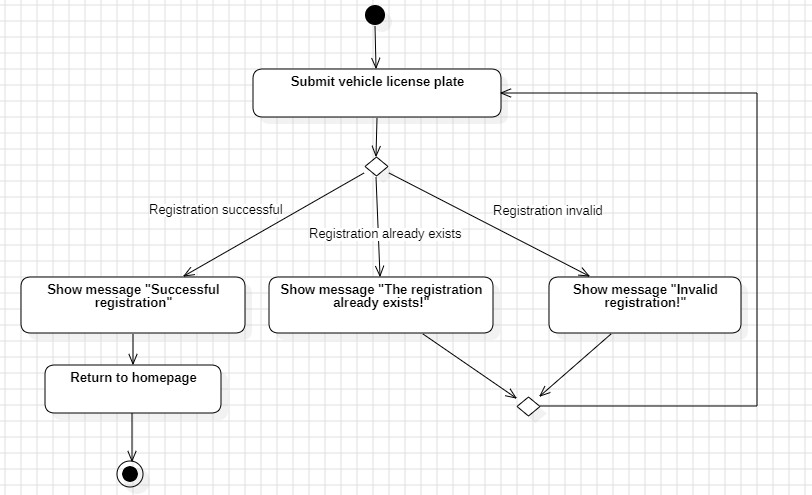 Submit vehicle license plate
Registration successful
Registration invalid
Registration already exists
Show message "Successful
registration"
Show message "The registration
already exists!"
Show message "Invalid
registration!"
Return to homepage